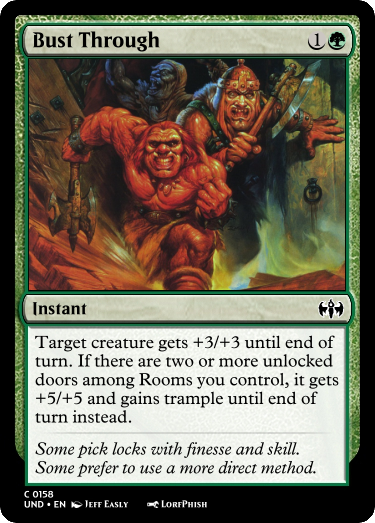 Bust Through 1
Instant
Target creature gets +3/+3 until end of
turn. If there are two or more unlocked
doors among Rooms you control, it gets
+5/+5 and gains trample until end of
turn instead.
Some pick locks with finesse and skill.
Some prefer to use a more direct method.
C 0158
UND • EN Jeff Easly LorfPhish